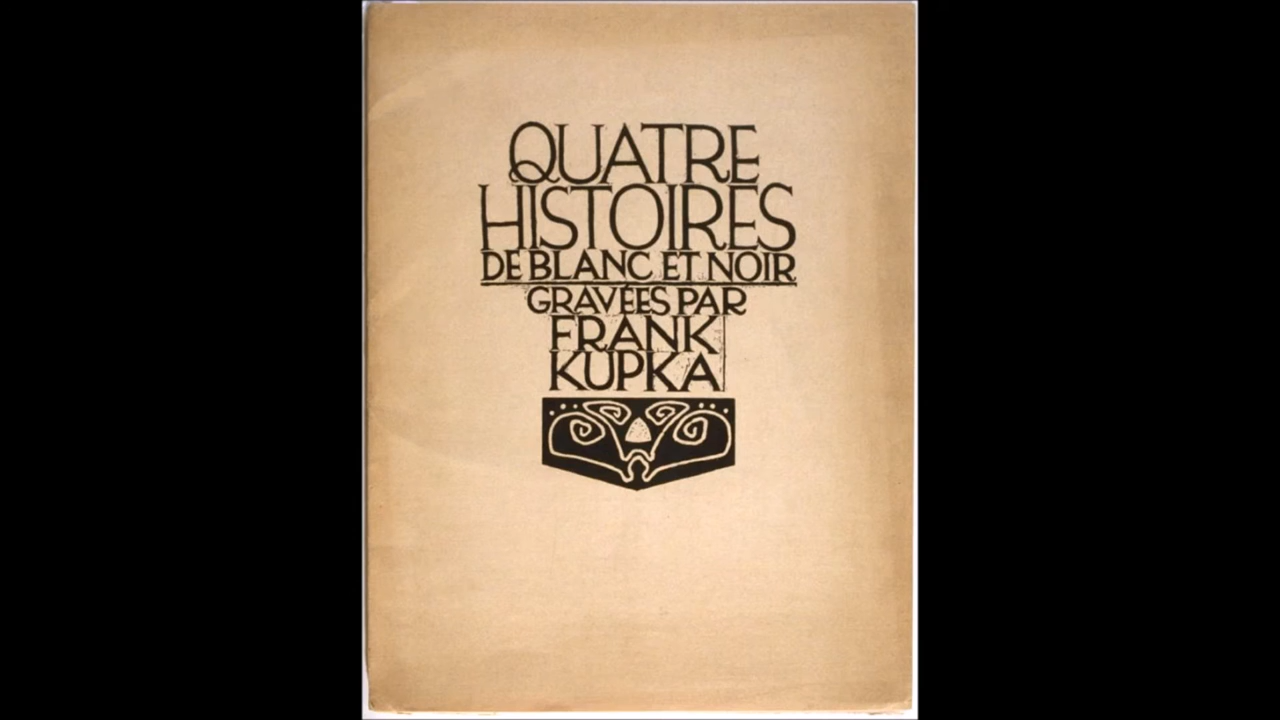 QUATRE
HISTOIRES
DE BLANC ET NOIR
GRAVÉES PAR
FRANK
KUPKA